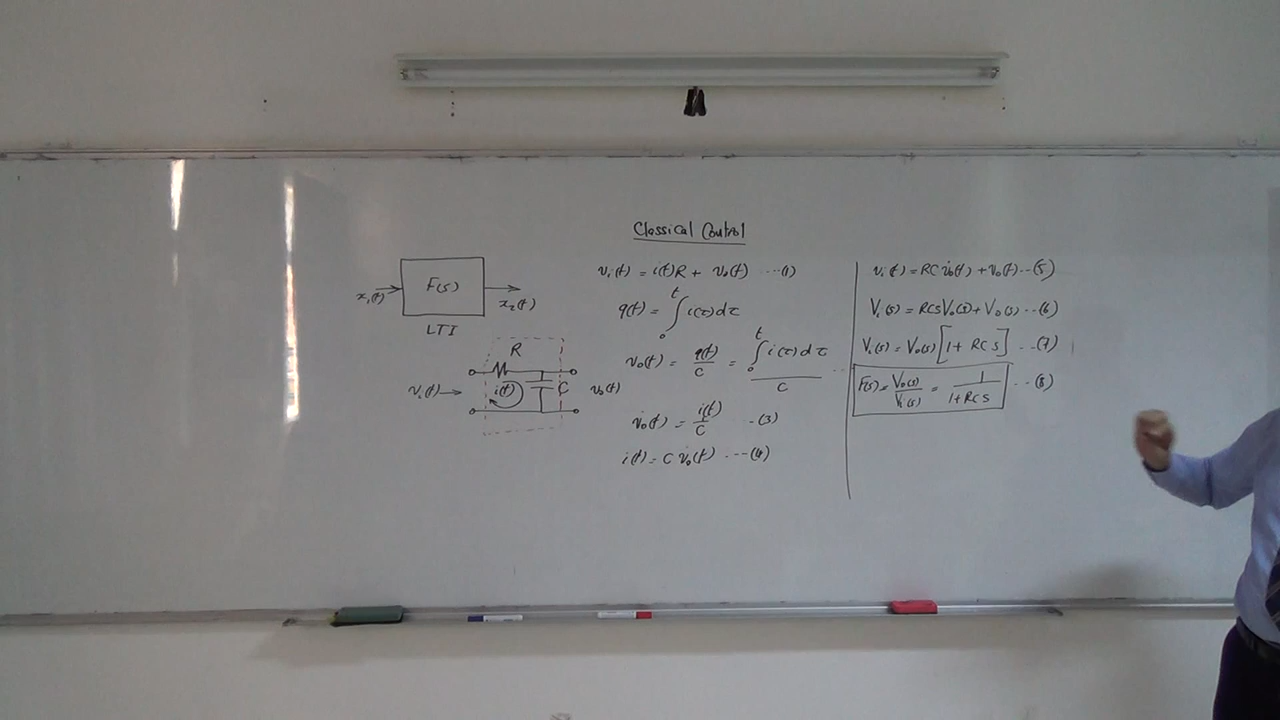 Classical Control
F(s)
x₁(t)
x₂(t)
LTI
R
vᵢ(t) →
i(t)
C
v₀(t)
vᵢ(t) = i(t)R + v₀(t) ---(1)
q(t) = ∫₀ᵗ i(τ)dτ
v₀(t) = q(t)/C = ∫₀ᵗ i(τ)dτ / C ...
v̇₀(t) = i(t)/C -(3)
i(t) = C v̇₀(t) ---(4)
vᵢ(t) = RC v̇₀(t) + v₀(t) --(5)
Vᵢ(s) = RCS V₀(s) + V₀(s) --(6)
Vᵢ(s) = V₀(s) [1 + RCS] --(7)
F(s) = V₀(s)/Vᵢ(s) = 1/(1+RCS) --(8)